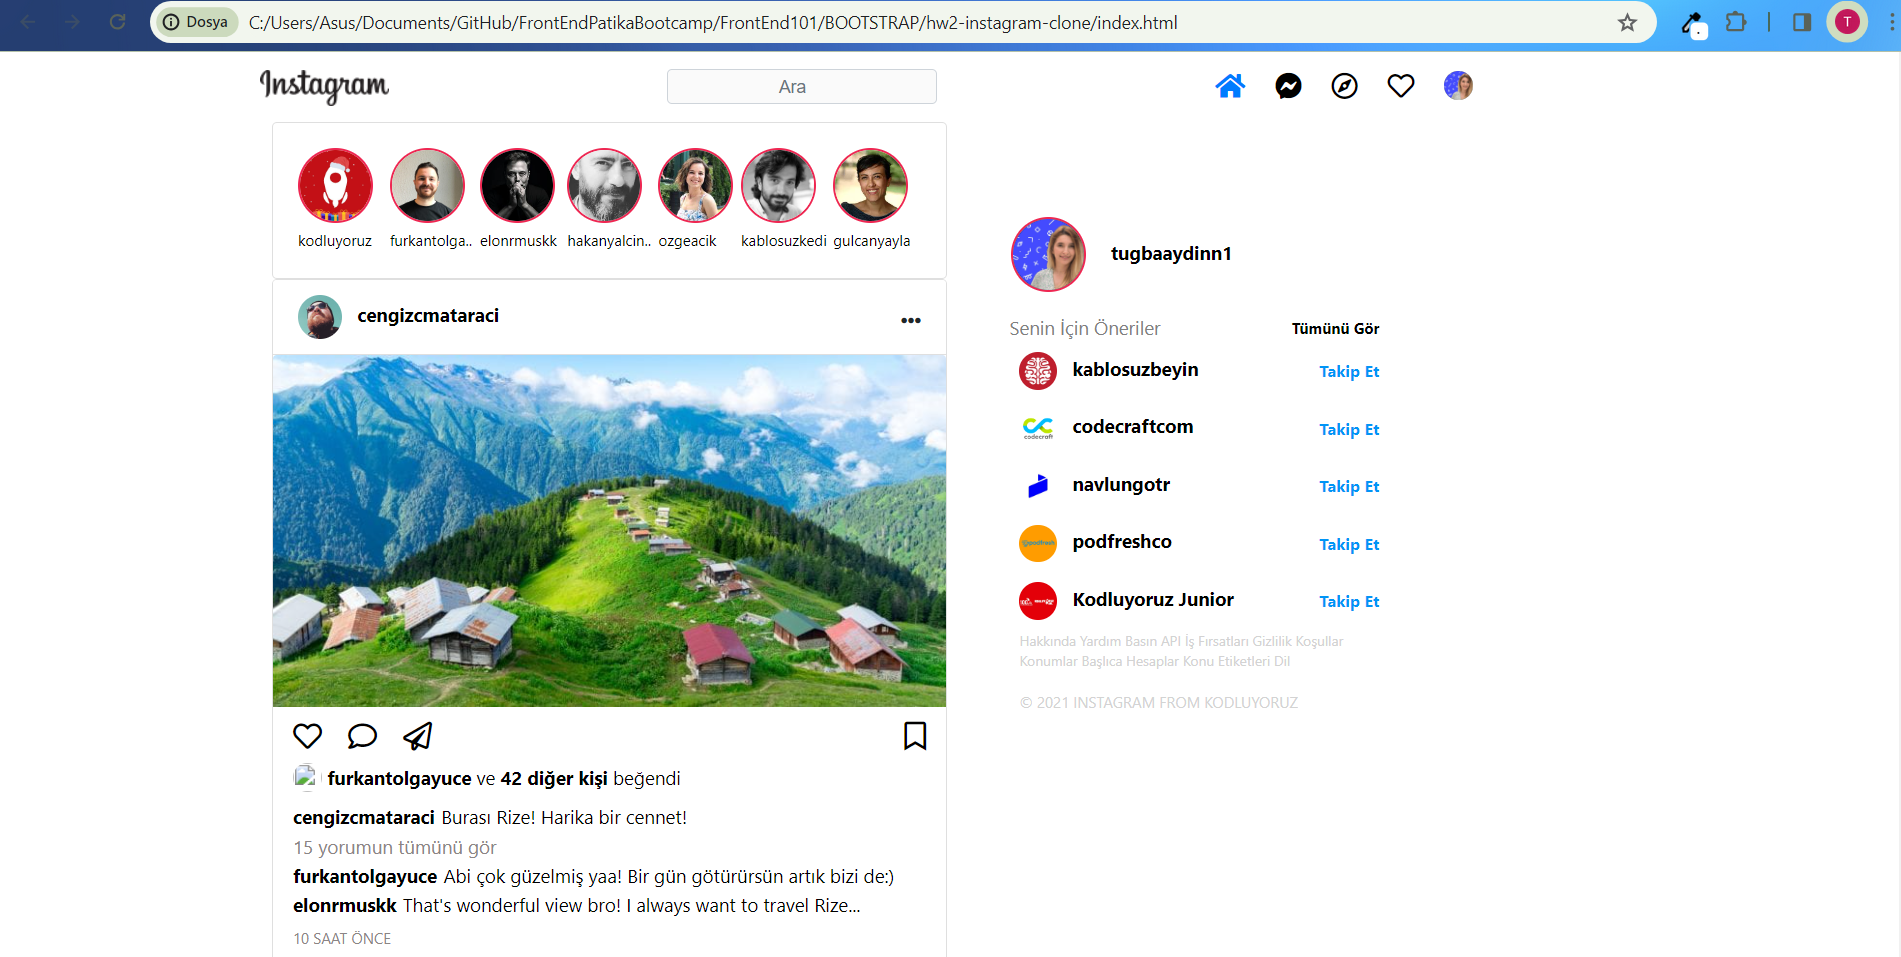 Dosya C:/Users/Asus/Documents/GitHub/FrontEndPatikaBootcamp/FrontEnd101/BOOTSTRAP/hw2-instagram-clone/index.html
T
Instagram
Ara
kodluyoruz furkantolga.. elonrmuskk hakanyalcin.. ozgeacik kablosuzkedi gulcanyayla
cengizcmataraci
furkantolgayuce ve 42 diğer kişi beğendi
cengizcmataraci Burası Rize! Harika bir cennet!
15 yorumun tümünü gör
furkantolgayuce Abi çok güzelmiş yaa! Bir gün götürürsün artık bizi de:)
elonrmuskk That's wonderful view bro! I always want to travel Rize...
10 SAAT ÖNCE
tugbaaydinn1
Senin İçin Öneriler Tümünü Gör
kablosuzbeyin Takip Et
codecraft
codecraftcom Takip Et
navlungotr Takip Et
podfresh
podfreshco Takip Et
Kodluyoruz Junior Takip Et
Hakkında Yardım Basın API İş Fırsatları Gizlilik Koşullar
Konumlar Başlıca Hesaplar Konu Etiketleri Dil
© 2021 INSTAGRAM FROM KODLUYORUZ